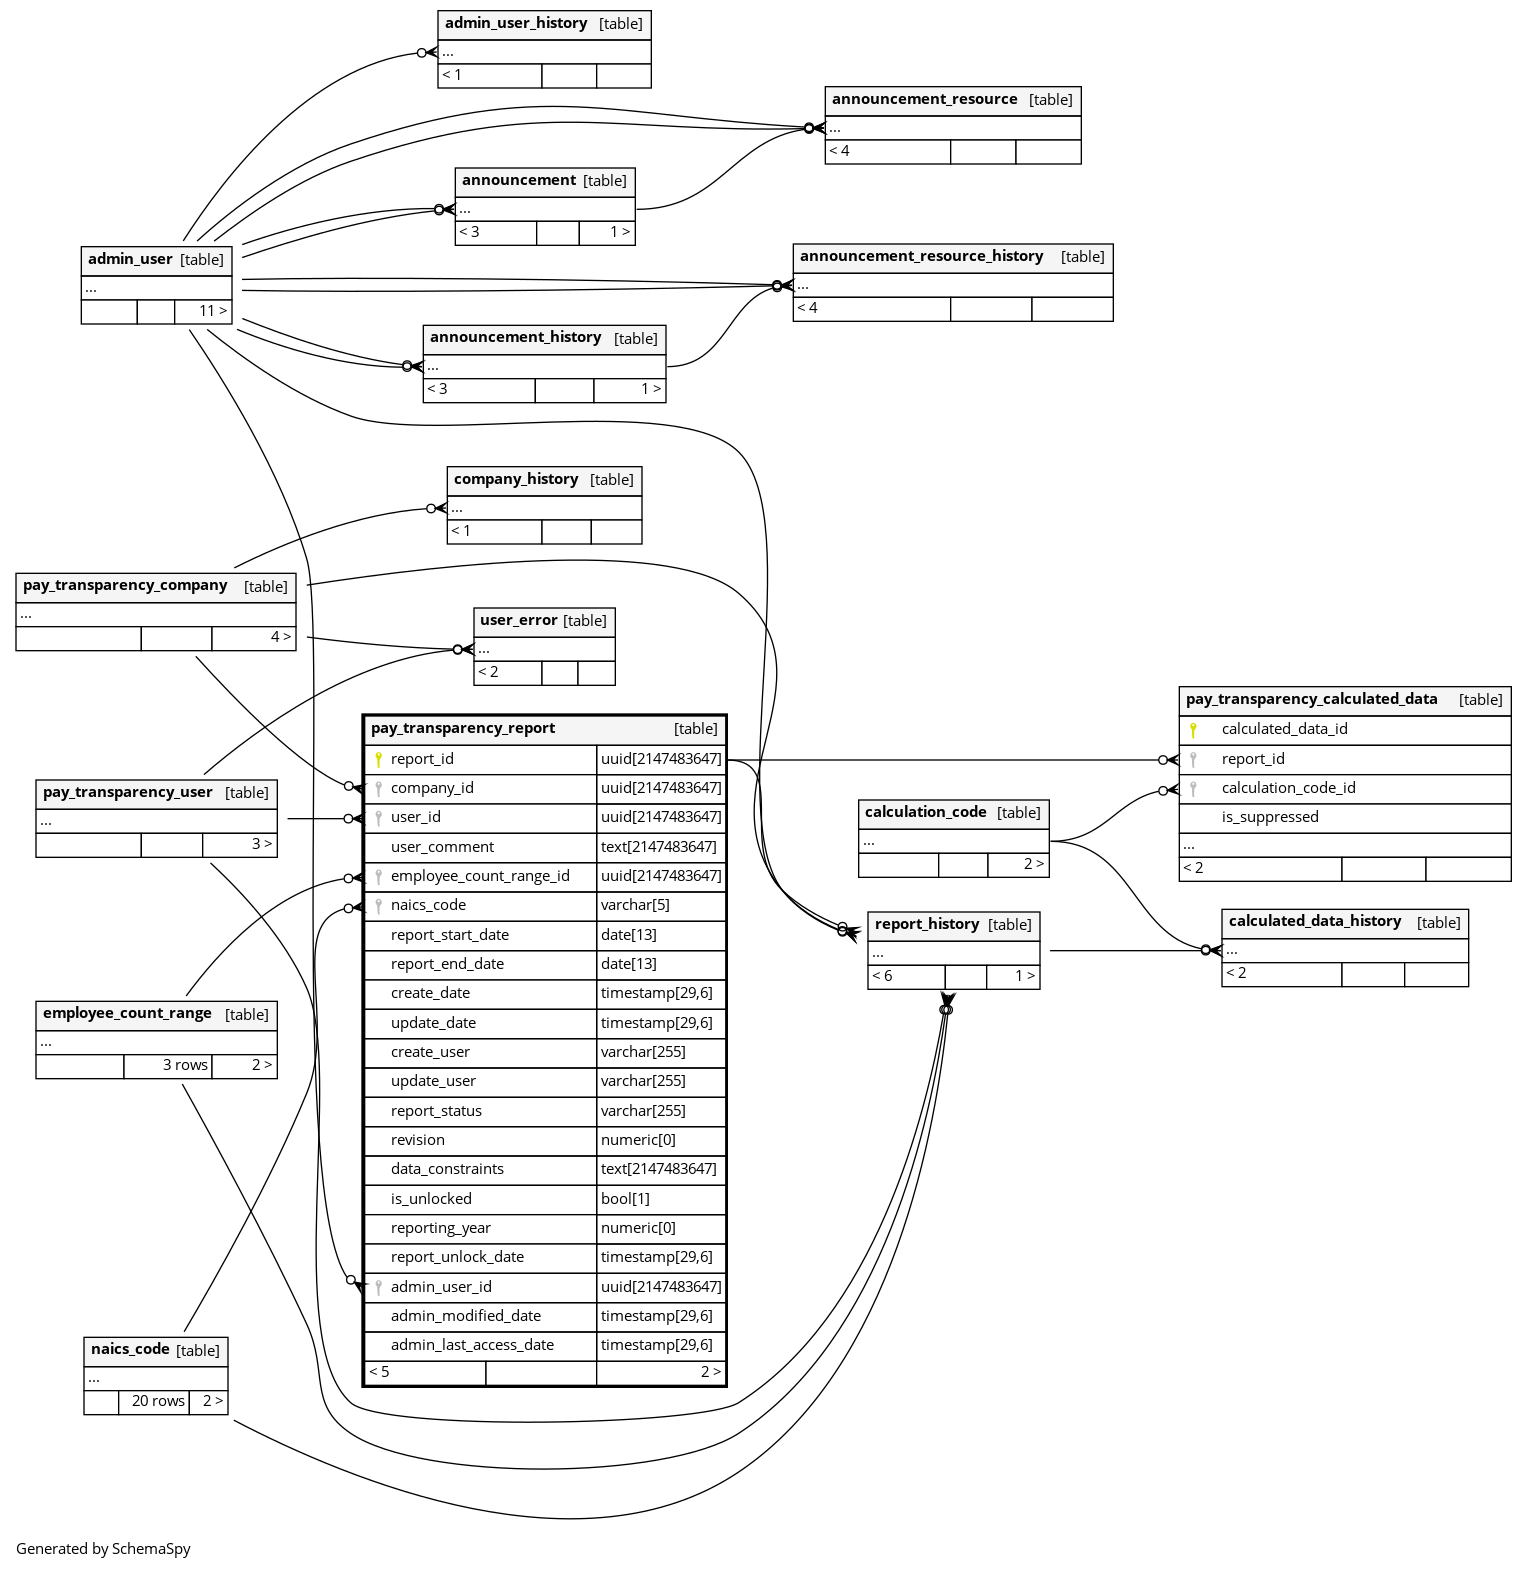 admin_user_history [table]
...
< 1
announcement_resource [table]
...
< 4
announcement [table]
...
< 3 1 >
admin_user [table]
...
11 >
announcement_resource_history [table]
...
< 4
announcement_history [table]
...
< 3 1 >
company_history [table]
...
< 1
pay_transparency_company [table]
...
4 >
user_error [table]
...
< 2
pay_transparency_report [table]
report_id uuid[2147483647]
company_id uuid[2147483647]
user_id uuid[2147483647]
user_comment text[2147483647]
employee_count_range_id uuid[2147483647]
naics_code varchar[5]
report_start_date date[13]
report_end_date date[13]
create_date timestamp[29,6]
update_date timestamp[29,6]
create_user varchar[255]
update_user varchar[255]
report_status varchar[255]
revision numeric[0]
data_constraints text[2147483647]
is_unlocked bool[1]
reporting_year numeric[0]
report_unlock_date timestamp[29,6]
admin_user_id uuid[2147483647]
admin_modified_date timestamp[29,6]
admin_last_access_date timestamp[29,6]
< 5 2 >
pay_transparency_calculated_data [table]
calculated_data_id
report_id
calculation_code_id
is_suppressed
...
< 2
pay_transparency_user [table]
...
3 >
calculation_code [table]
...
2 >
report_history [table]
...
< 6 1 >
calculated_data_history [table]
...
< 2
employee_count_range [table]
...
3 rows 2 >
naics_code [table]
...
20 rows 2 >
Generated by SchemaSpy